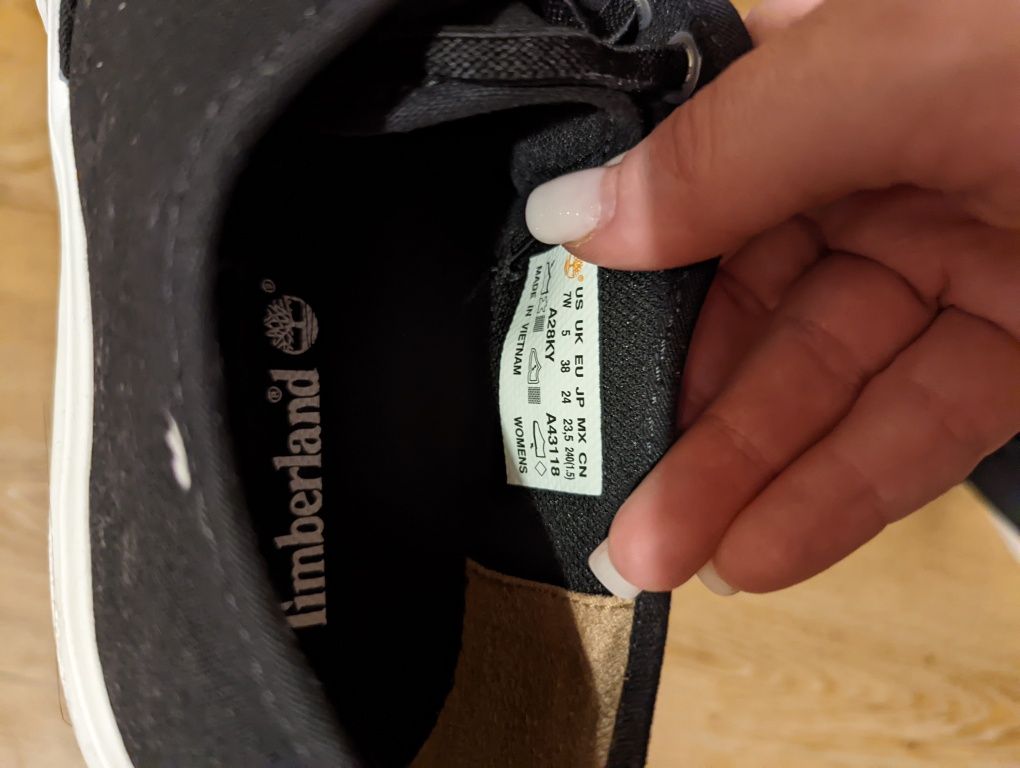 Timberland®
®
®
US UK EU JP MX CN
7W 5 38 24 23,5 240(1.5)
A28KY A43118
MADE IN VIETNAM WOMENS